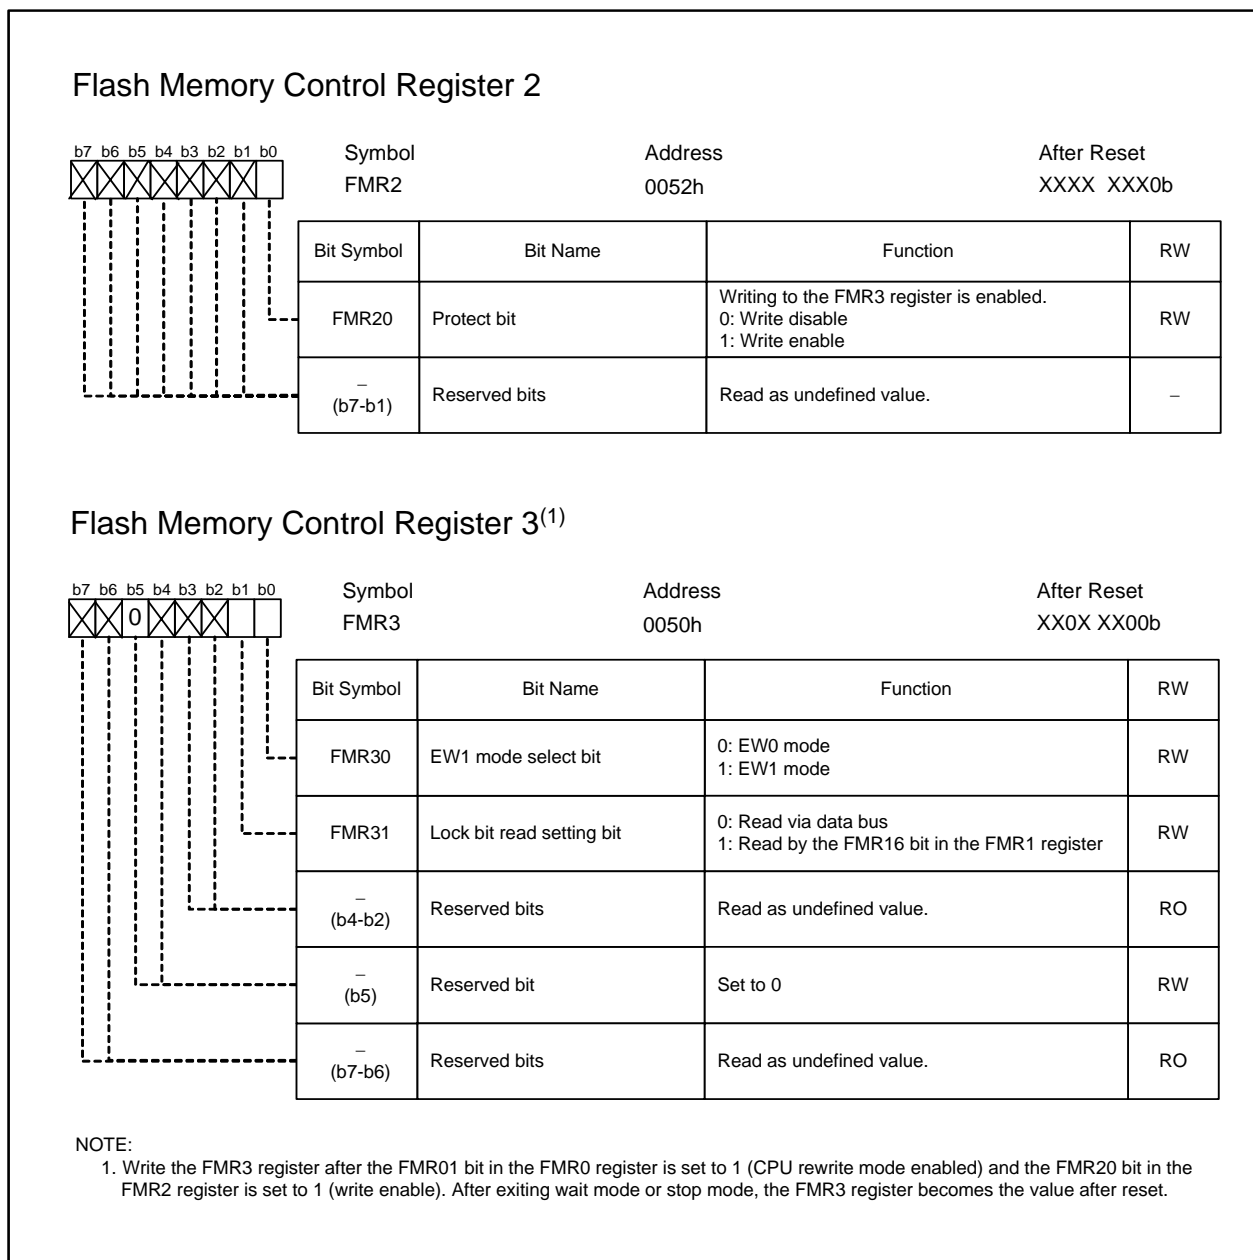 Flash Memory Control Register 2
b7 b6 b5 b4 b3 b2 b1 b0
Symbol Address After Reset
FMR2 0052h XXXX XXX0b
Bit Symbol Bit Name Function RW
FMR20 Protect bit Writing to the FMR3 register is enabled. RW
0: Write disable
1: Write enable
– (b7-b1) Reserved bits Read as undefined value. –
Flash Memory Control Register 3(1)
b7 b6 b5 b4 b3 b2 b1 b0
0
Symbol Address After Reset
FMR3 0050h XX0X XX00b
Bit Symbol Bit Name Function RW
FMR30 EW1 mode select bit 0: EW0 mode RW
1: EW1 mode
FMR31 Lock bit read setting bit 0: Read via data bus RW
1: Read by the FMR16 bit in the FMR1 register
– (b4-b2) Reserved bits Read as undefined value. RO
– (b5) Reserved bit Set to 0 RW
– (b7-b6) Reserved bits Read as undefined value. RO
NOTE:
1. Write the FMR3 register after the FMR01 bit in the FMR0 register is set to 1 (CPU rewrite mode enabled) and the FMR20 bit in the
FMR2 register is set to 1 (write enable). After exiting wait mode or stop mode, the FMR3 register becomes the value after reset.